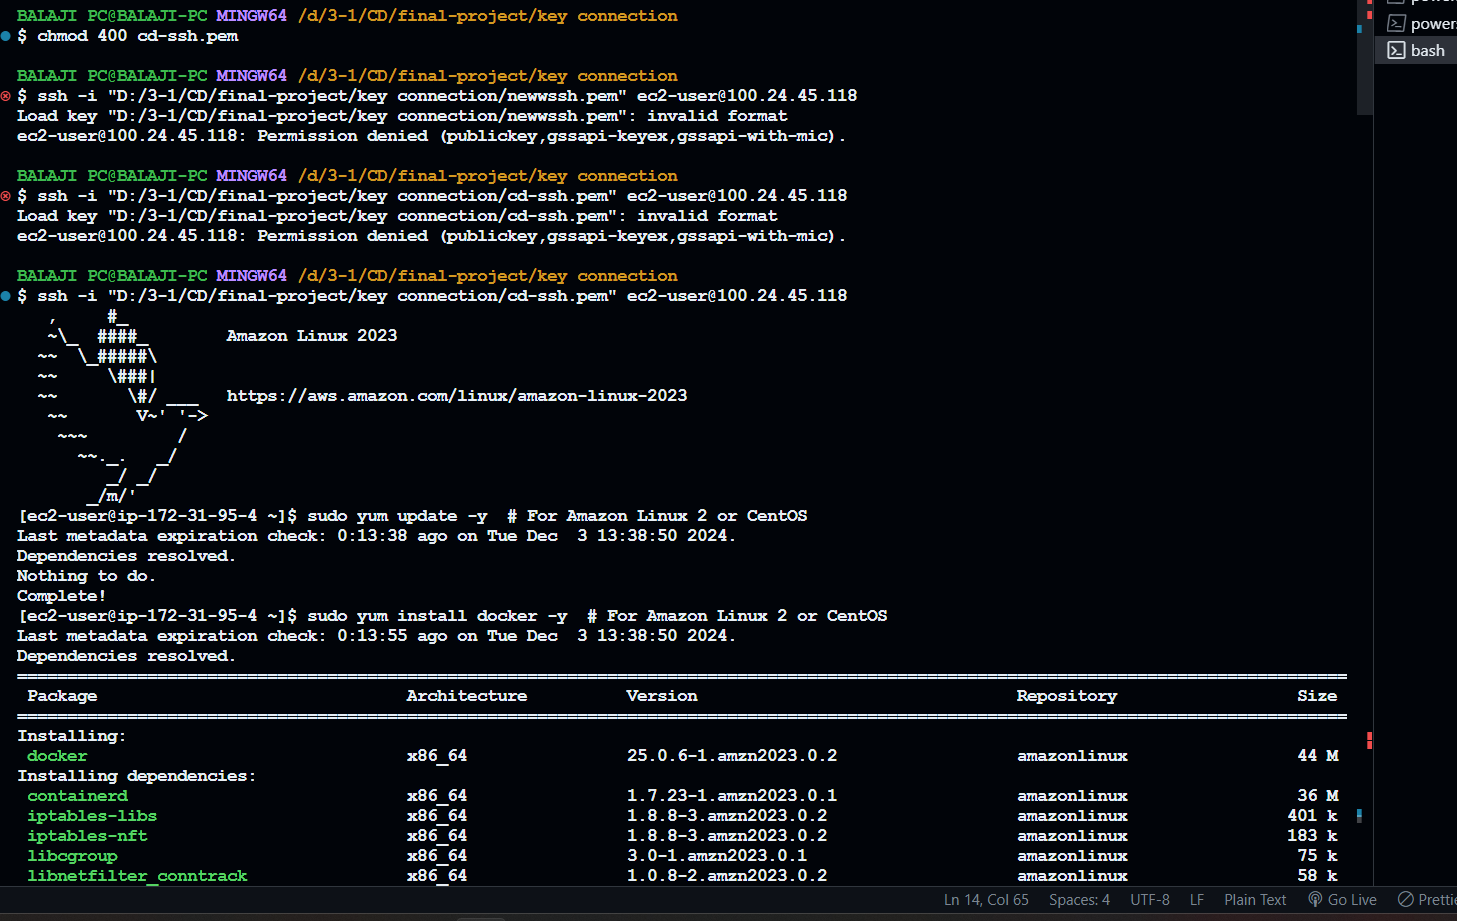 BALAJI PC@BALAJI-PC MINGW64 /d/3-1/CD/final-project/key connection
$ chmod 400 cd-ssh.pem
BALAJI PC@BALAJI-PC MINGW64 /d/3-1/CD/final-project/key connection
$ ssh -i "D:/3-1/CD/final-project/key connection/newwssh.pem" ec2-user@100.24.45.118
Load key "D:/3-1/CD/final-project/key connection/newwssh.pem": invalid format
ec2-user@100.24.45.118: Permission denied (publickey,gssapi-keyex,gssapi-with-mic).
BALAJI PC@BALAJI-PC MINGW64 /d/3-1/CD/final-project/key connection
$ ssh -i "D:/3-1/CD/final-project/key connection/cd-ssh.pem" ec2-user@100.24.45.118
Load key "D:/3-1/CD/final-project/key connection/cd-ssh.pem": invalid format
ec2-user@100.24.45.118: Permission denied (publickey,gssapi-keyex,gssapi-with-mic).
BALAJI PC@BALAJI-PC MINGW64 /d/3-1/CD/final-project/key connection
$ ssh -i "D:/3-1/CD/final-project/key connection/cd-ssh.pem" ec2-user@100.24.45.118
   ,     #_
   ~\_  ####_        Amazon Linux 2023
  ~~  \_#####\
  ~~     \###|
  ~~       \#/ ___   https://aws.amazon.com/linux/amazon-linux-2023
   ~~       V~' '->
    ~~~         /
      ~~._.   _/
         _/ _/
       _/m/'
[ec2-user@ip-172-31-95-4 ~]$ sudo yum update -y  # For Amazon Linux 2 or CentOS
Last metadata expiration check: 0:13:38 ago on Tue Dec  3 13:38:50 2024.
Dependencies resolved.
Nothing to do.
Complete!
[ec2-user@ip-172-31-95-4 ~]$ sudo yum install docker -y  # For Amazon Linux 2 or CentOS
Last metadata expiration check: 0:13:55 ago on Tue Dec  3 13:38:50 2024.
Dependencies resolved.
Package Architecture Version Repository Size
Installing:
docker x86_64 25.0.6-1.amzn2023.0.2 amazonlinux 44 M
Installing dependencies:
containerd x86_64 1.7.23-1.amzn2023.0.1 amazonlinux 36 M
iptables-libs x86_64 1.8.8-3.amzn2023.0.2 amazonlinux 401 k
iptables-nft x86_64 1.8.8-3.amzn2023.0.2 amazonlinux 183 k
libcgroup x86_64 3.0-1.amzn2023.0.1 amazonlinux 75 k
libnetfilter_conntrack x86_64 1.0.8-2.amzn2023.0.2 amazonlinux 58 k
power
bash
Ln 14, Col 65 Spaces: 4 UTF-8 LF Plain Text Go Live Prettie